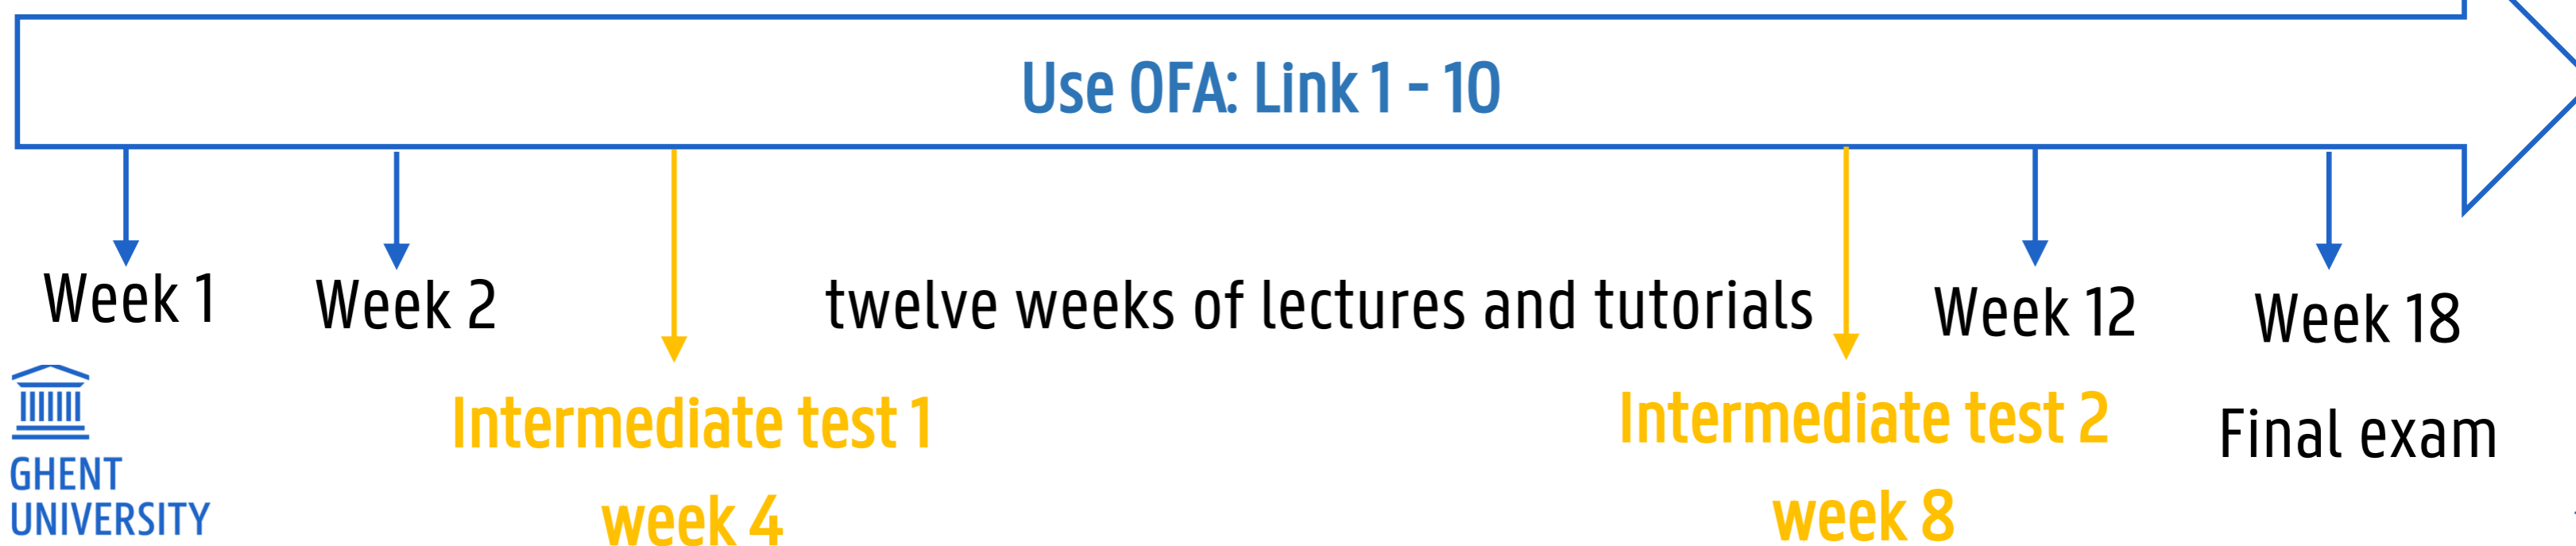 Use OFA: Link 1 - 10
Week 1
Week 2
twelve weeks of lectures and tutorials
Week 12
Week 18
Intermediate test 1
week 4
Intermediate test 2
week 8
Final exam
GHENT
UNIVERSITY